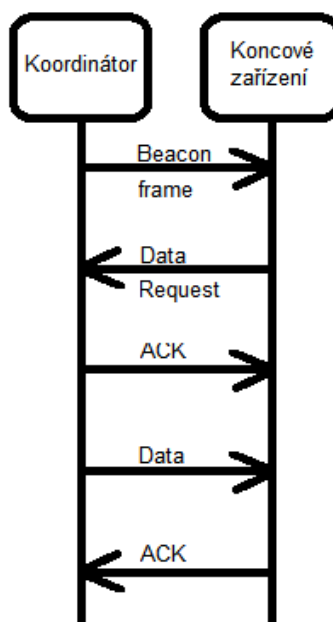 Koordinátor
Koncové
zařízení
Beacon
frame
Data
Request
ACK
Data
ACK